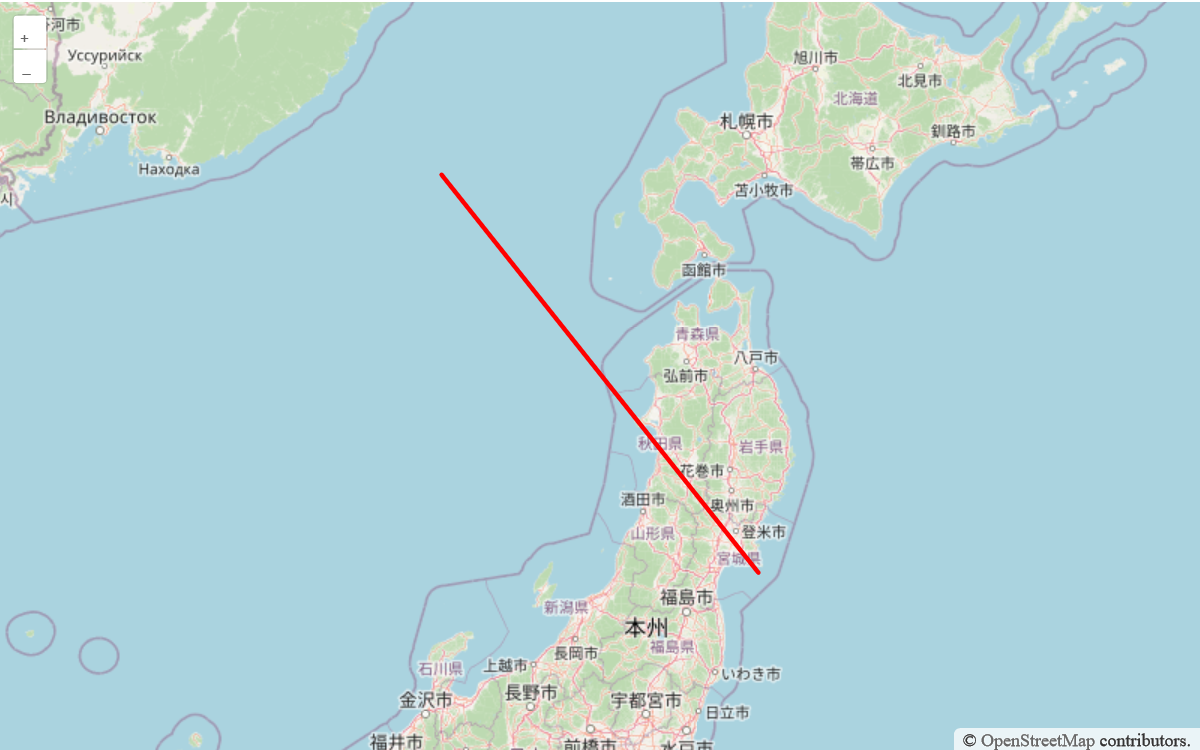 +
−
河市
Уссурийск
Владивосток
Находка
시
旭川市
北見市
北海道
札幌市
釧路市
帯広市
苫小牧市
函館市
青森県
八戸市
弘前市
秋田県
岩手県
花巻市
酒田市
奥州市
山形県
登米市
宮城県
福島市
新潟県
本州
福島県
長岡市
石川県
上越市
いわき市
長野市
金沢市
宇都宮市
日立市
福井市
前橋市
水戸市
© OpenStreetMap contributors.